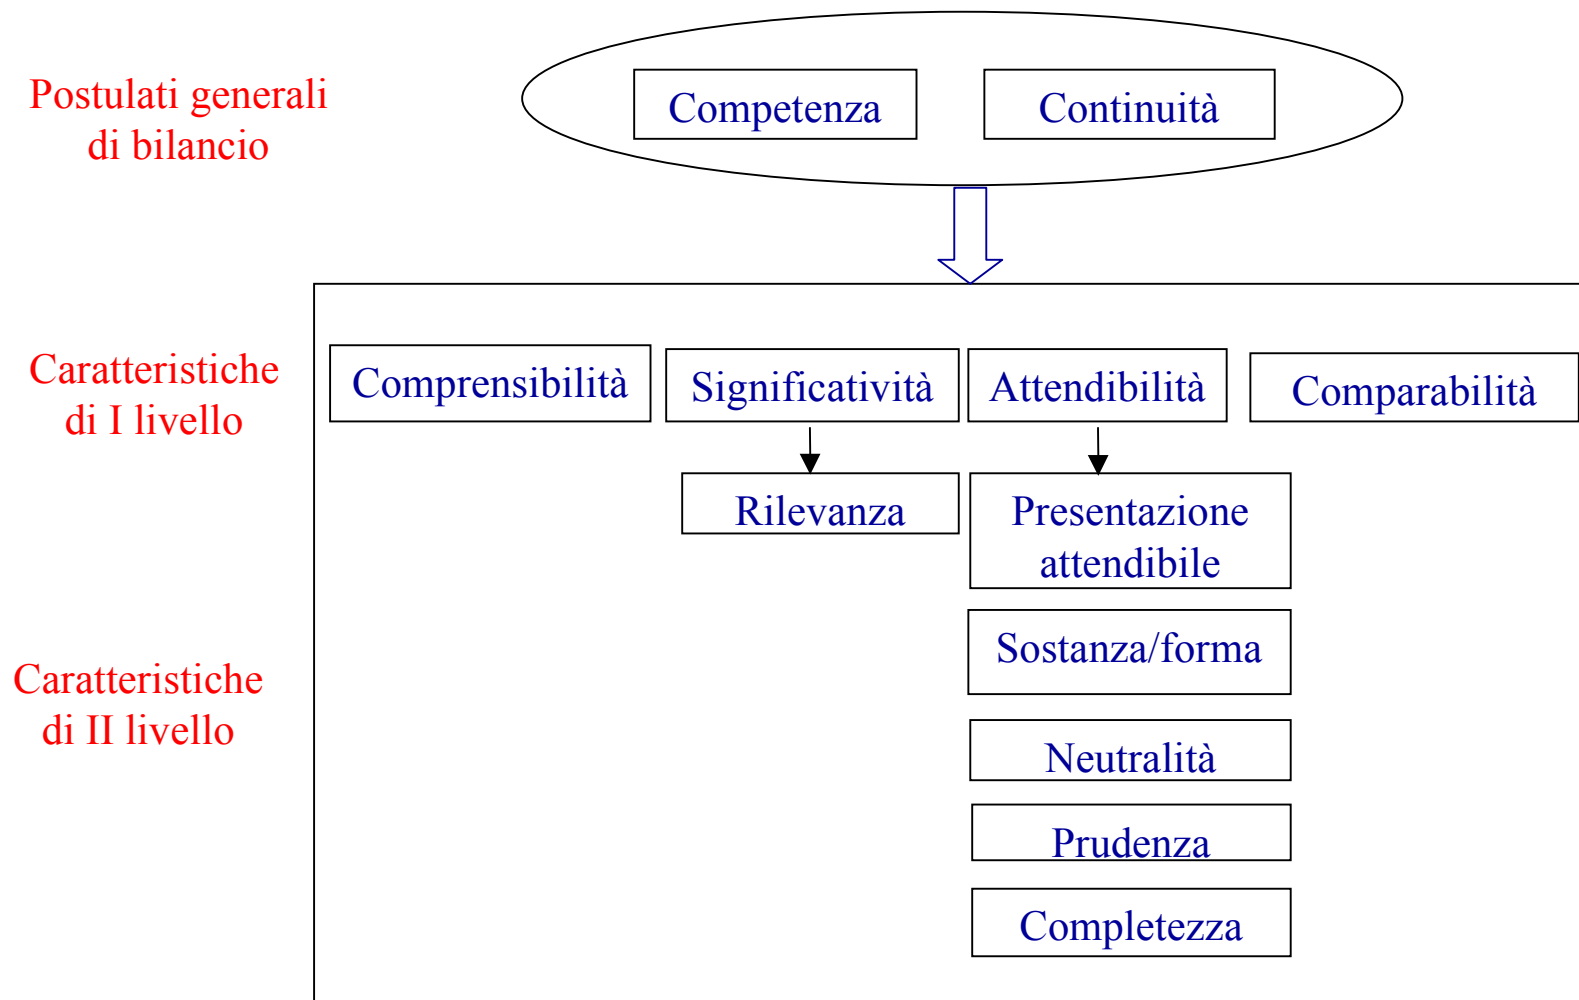 Postulati generali
di bilancio
Competenza
Continuità
Caratteristiche
di I livello
Comprensibilità
Significatività
Attendibilità
Comparabilità
Rilevanza
Presentazione
attendibile
Sostanza/forma
Caratteristiche
di II livello
Neutralità
Prudenza
Completezza